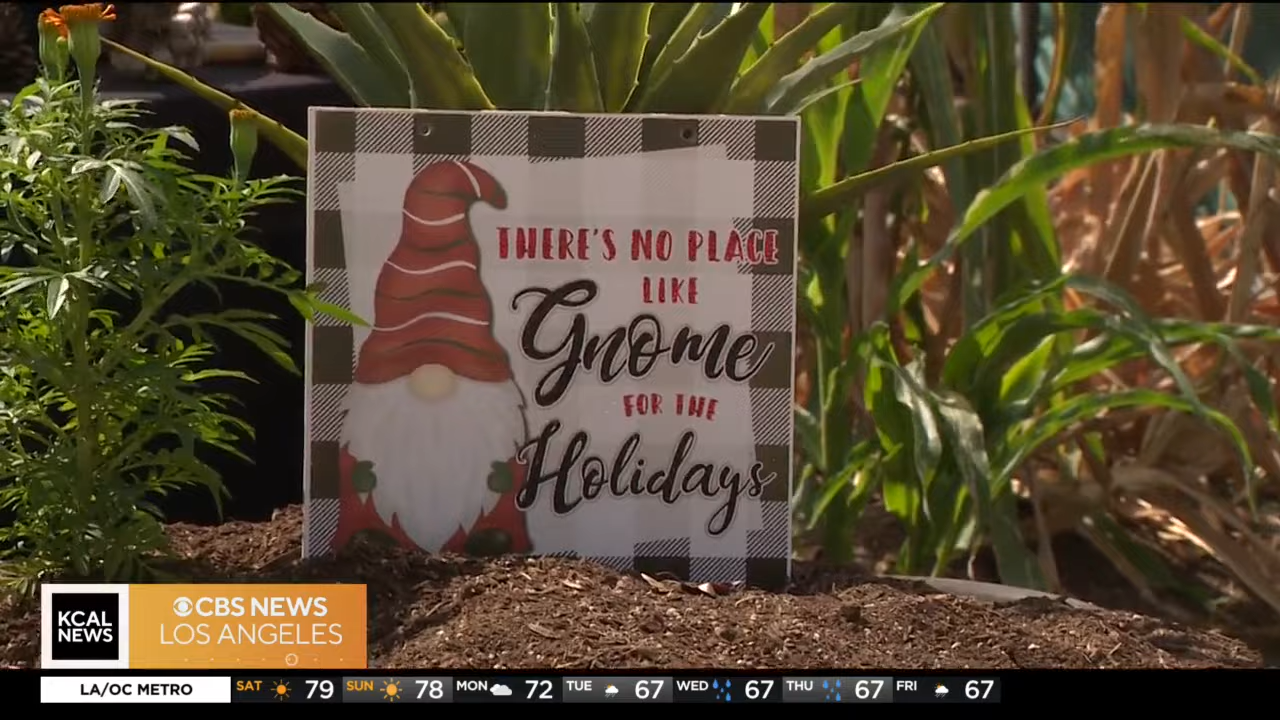 THERE'S NO PLACE
LIKE
Gnome
FOR THE
Holidays
KCAL
NEWS
CBS NEWS
LOS ANGELES
LA/OC METRO
SAT 79 SUN 78 MON 72 TUE 67 WED 67 THU 67 FRI 67